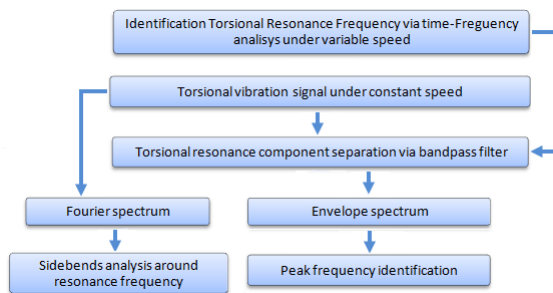 Identification Torsional Resonance Frequency via time-Freguency
analisys under variable speed
Torsional vibration signal under constant speed
Torsional resonance component separation via bandpass filter
Fourier spectrum
Envelope spectrum
Sidebends analysis around
resonance frequency
Peak frequency identification